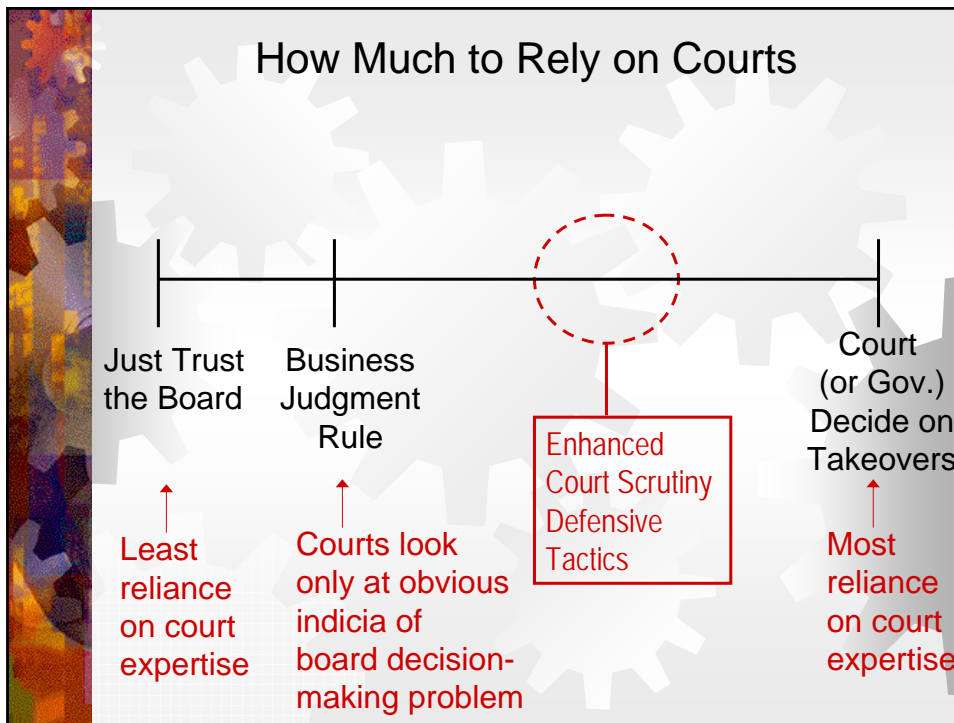 How Much to Rely on Courts
Just Trust
the Board
Business
Judgment
Rule
Enhanced
Court Scrutiny
Defensive
Tactics
Court
(or Gov.)
Decide on
Takeovers
Least
reliance
on court
expertise
Courts look
only at obvious
indicia of
board decision-
making problem
Most
reliance
on court
expertise